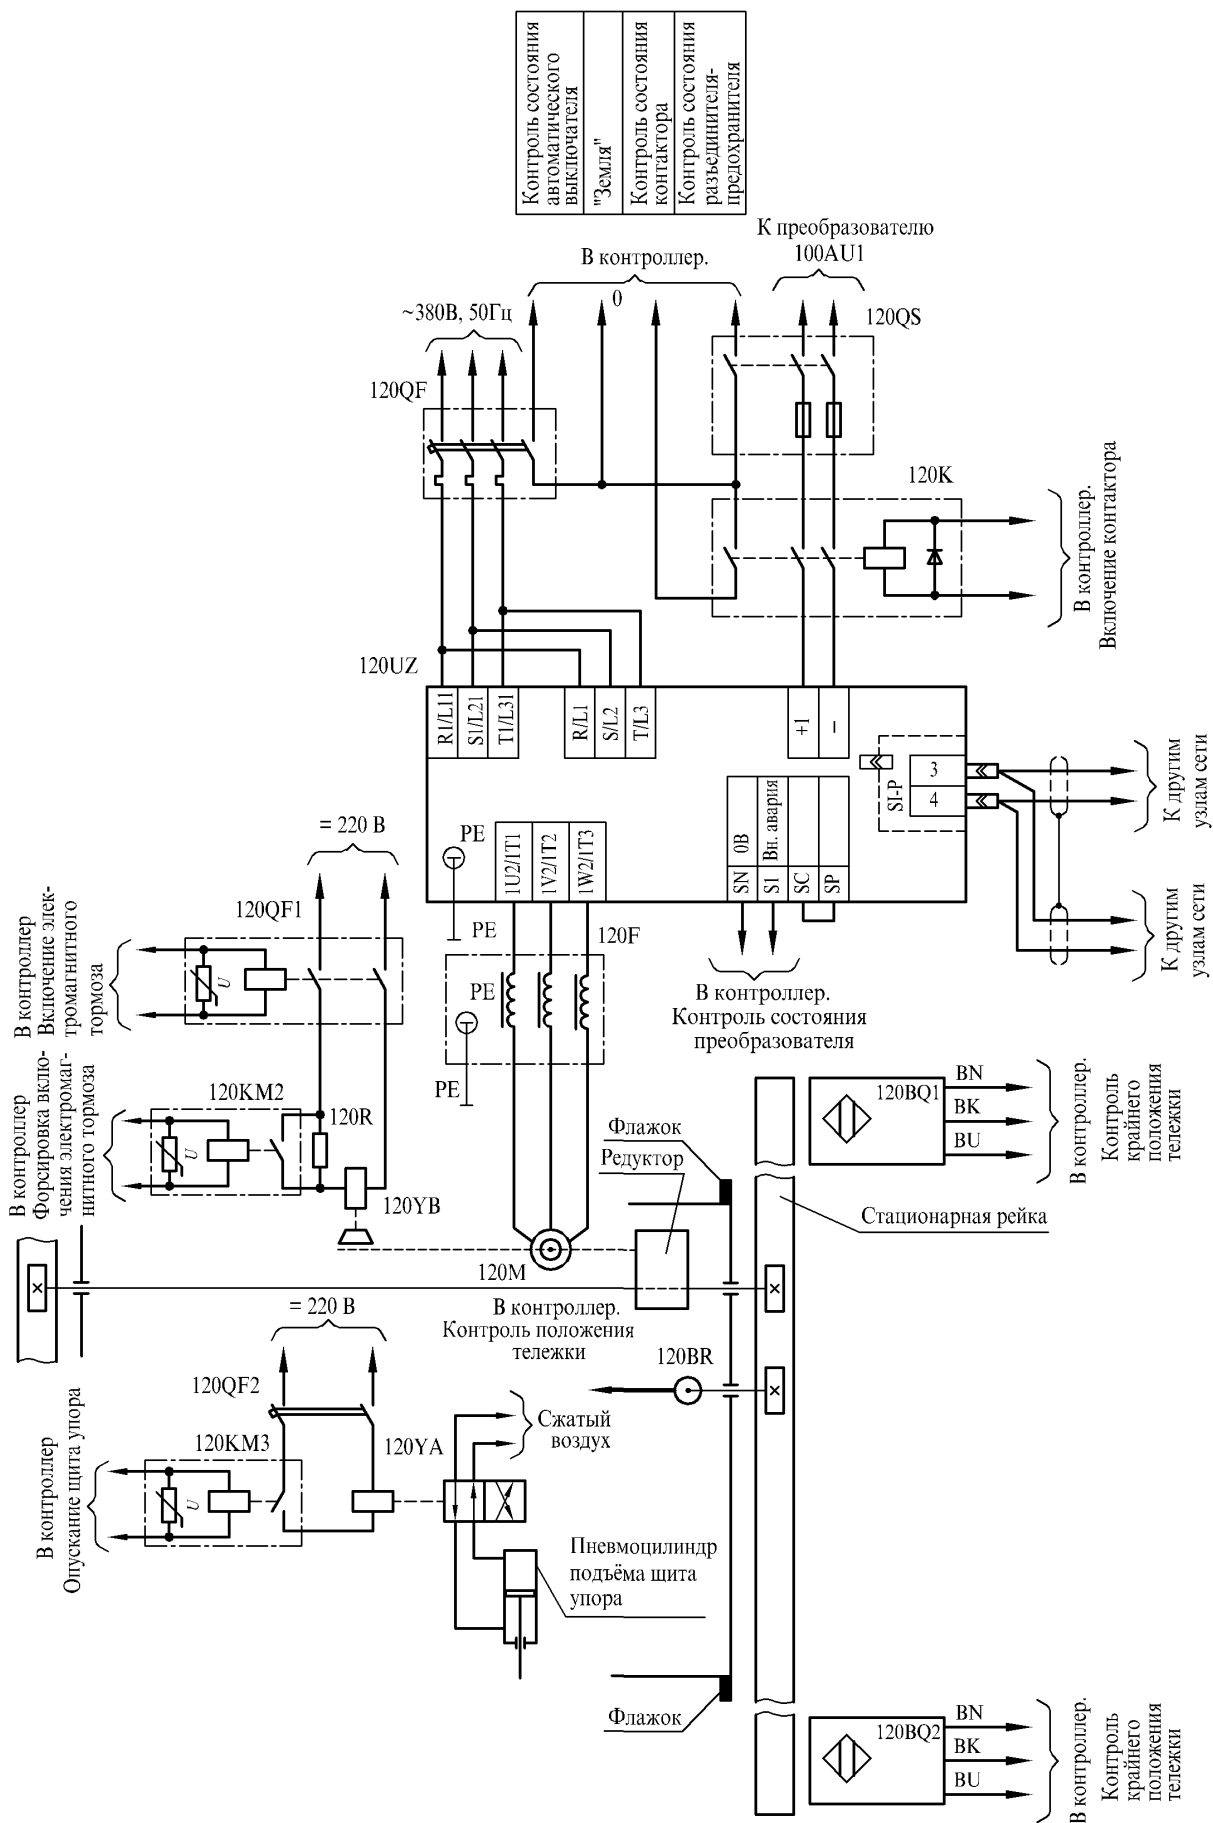 Контроль состояния
автоматического
выключателя
"Земля"
Контроль состояния
контактора
Контроль состояния
разъединителя-
предохранителя
К преобразователю
100AU1
В контроллер.
0
~380В, 50Гц
120QS
120QF
120K
В контроллер.
Включение контактора
120UZ
R1/L11
S1/L21
T1/L31
R/L1
S/L2
T/L3
+1
–
SI-P
3
4
К другим
узлам сети
К другим
узлам сети
PE
PE
1U2/1T1
1V2/1T2
1W2/1T3
SN
0В
S1
Вн. авария
SC
SP
= 220 В
120QF1
В контроллер
Включение элек-
тромагнитного
тормоза
U
120F
PE
PE
В контроллер.
Контроль состояния
преобразователя
В контроллер
Форсировка вклю-
чения электромаг-
нитного тормоза
120KM2
U
120R
120YB
120M
Флажок
Редуктор
120BQ1
BN
BK
BU
В контроллер.
Контроль
крайнего
положения
тележки
Стационарная рейка
= 220 В
В контроллер.
Контроль положения
тележки
120BR
120QF2
120KM3
120YA
U
В контроллер
Опускание щита упора
Сжатый
воздух
Пневмоцилиндр
подъёма щита
упора
Флажок
120BQ2
BN
BK
BU
В контроллер.
Контроль
крайнего
положения
тележки